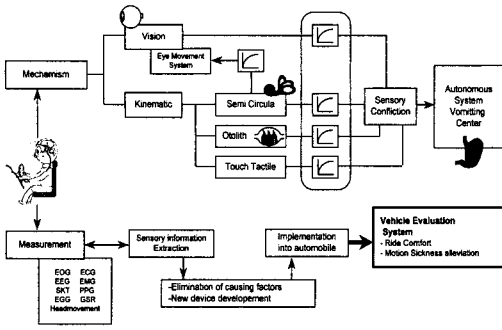 Vision
Eye Movement
System
Mechamism
Kinematic
Semi Circula
Sensory
Confliction
Autonomous
System
Vomitting
Center
Otolith
Touch Tactile
Measurement
Sensory information
Extraction
Implementation
into automobile
Vehicle Evaluation
System
- Ride Comfort
- Motion Sickness alleviation
EOG ECG
EEG EMG
SKT PPG
EGG GSR
Headmovement
-Elimination of causing factors
-New device developement